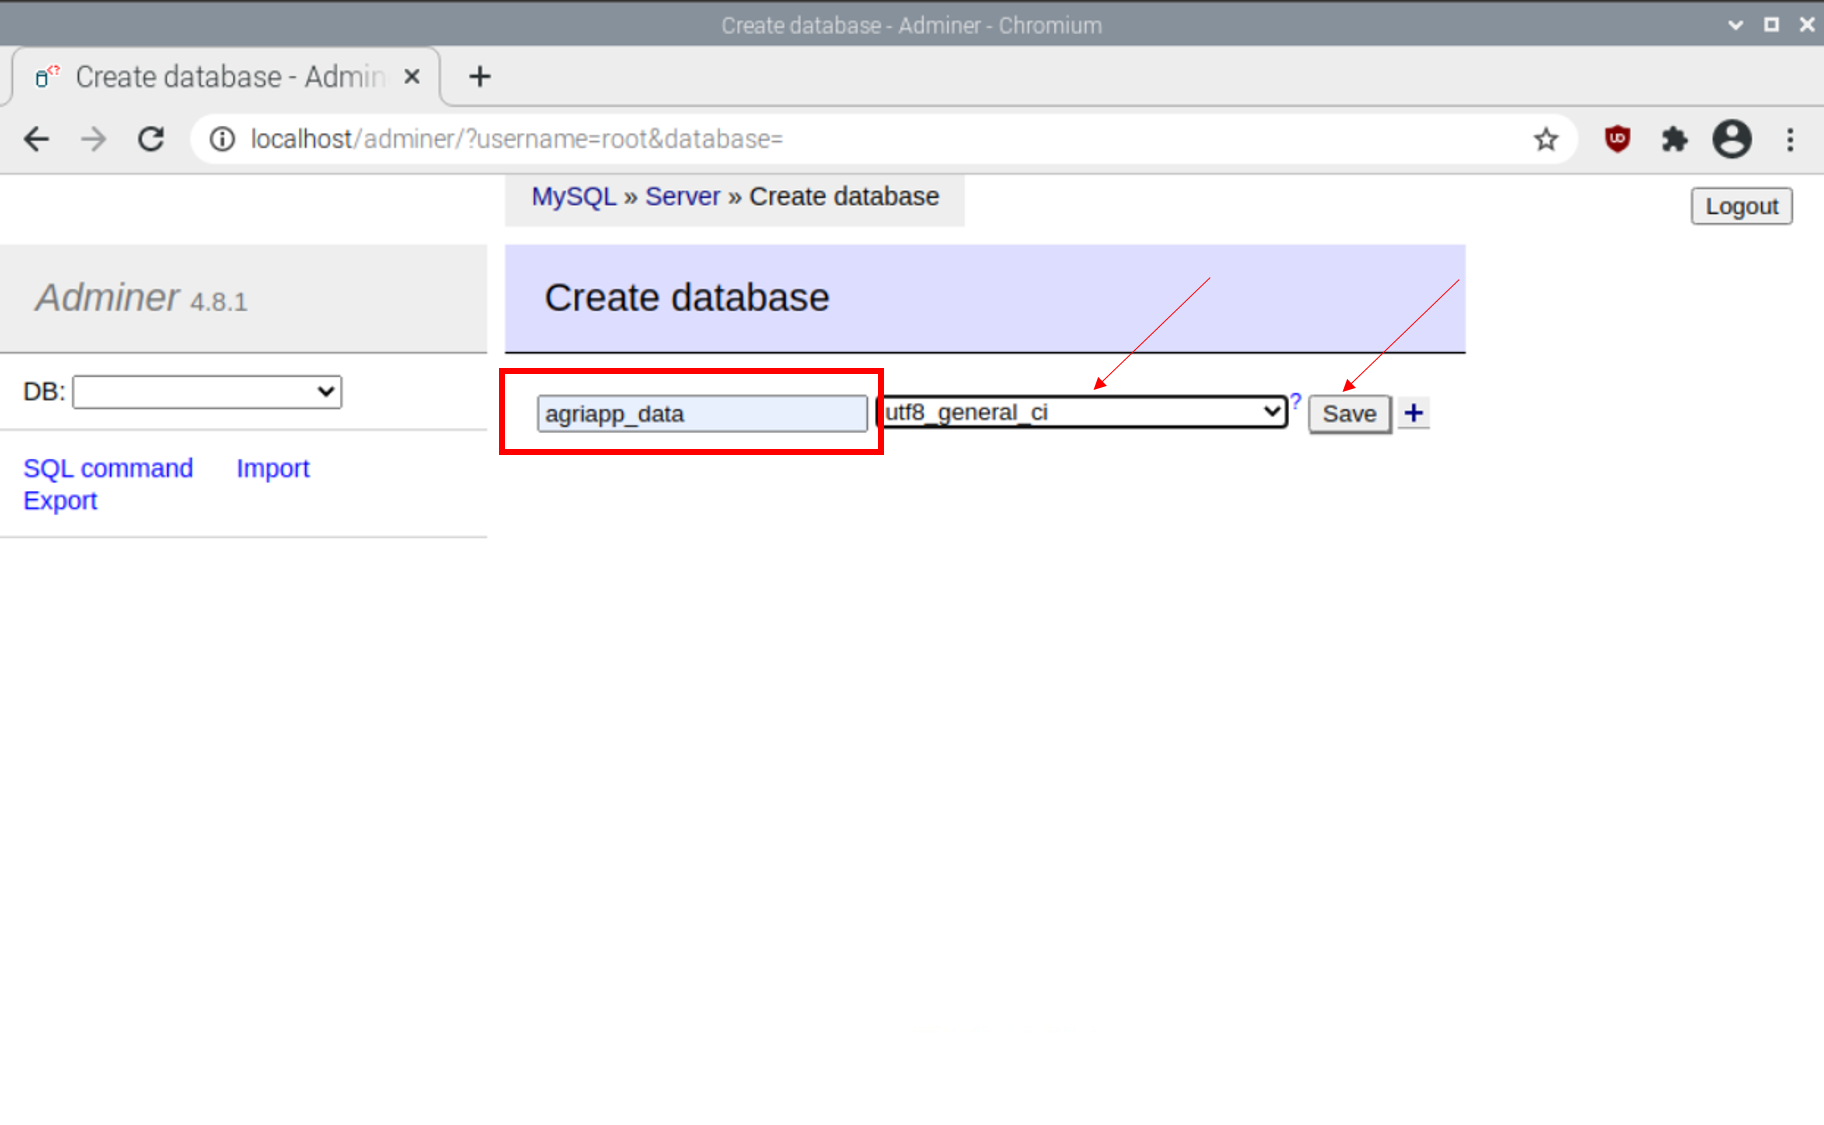 Create database - Adminer - Chromium
Create database - Admin
localhost/adminer/?username=root&database=
MySQL » Server » Create database
Logout
Adminer 4.8.1
Create database
DB:
agriapp_data
utf8_general_ci
?
Save
+
SQL command Import
Export